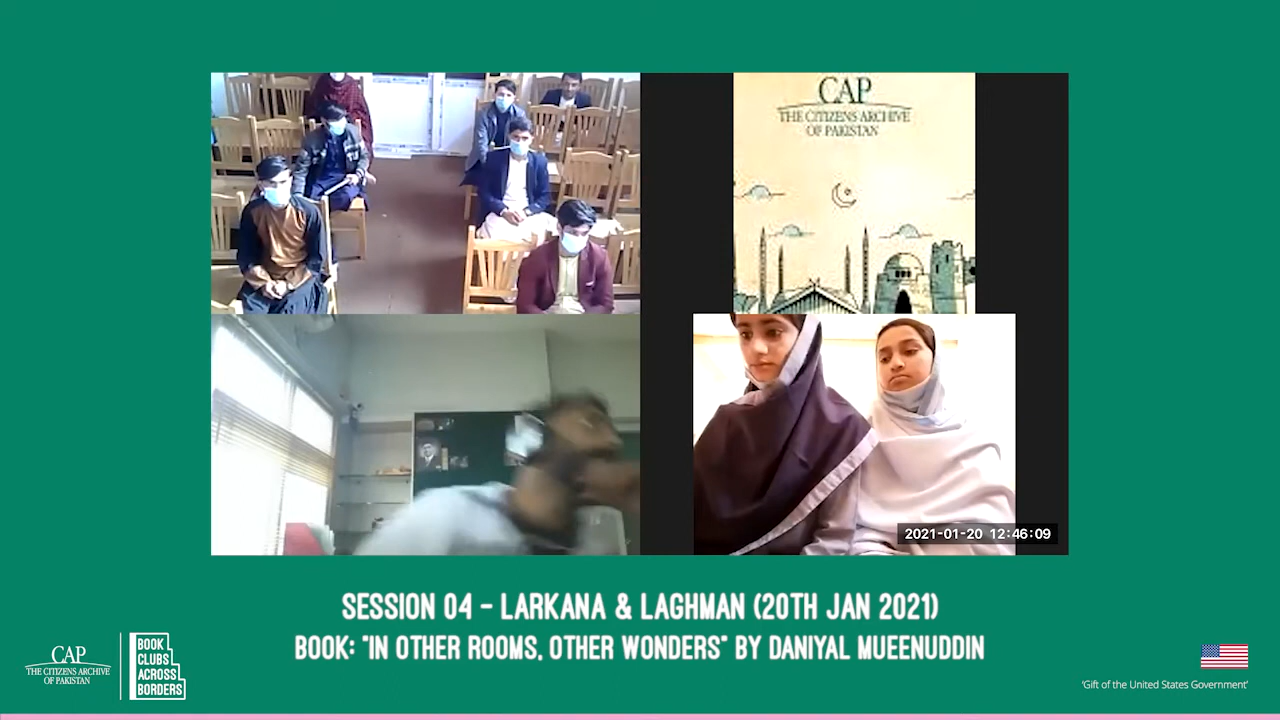 CAP
THE CITIZENS ARCHIVE
OF PAKISTAN
2021-01-20 12:46:09
SESSION 04 - LARKANA & LAGHMAN (20TH JAN 2021)
BOOK: "IN OTHER ROOMS, OTHER WONDERS" BY DANIYAL MUEENUDDIN
CAP
THE CITIZENS ARCHIVE
OF PAKISTAN
BOOK
CLUBS
ACROSS
BORDERS
'Gift of the United States Government'